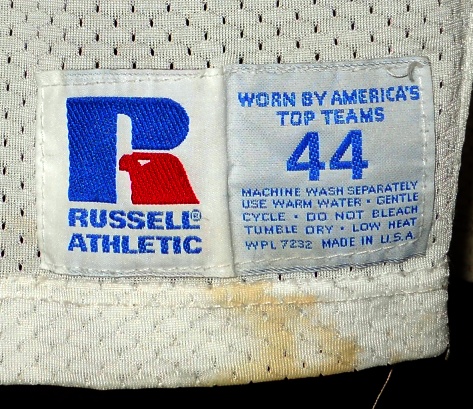 R
RUSSELL®
ATHLETIC
WORN BY AMERICA'S
TOP TEAMS
44
MACHINE WASH SEPARATELY
USE WARM WATER • GENTLE
CYCLE • DO NOT BLEACH
TUMBLE DRY • LOW HEAT
WPL 7232 MADE IN U.S.A.